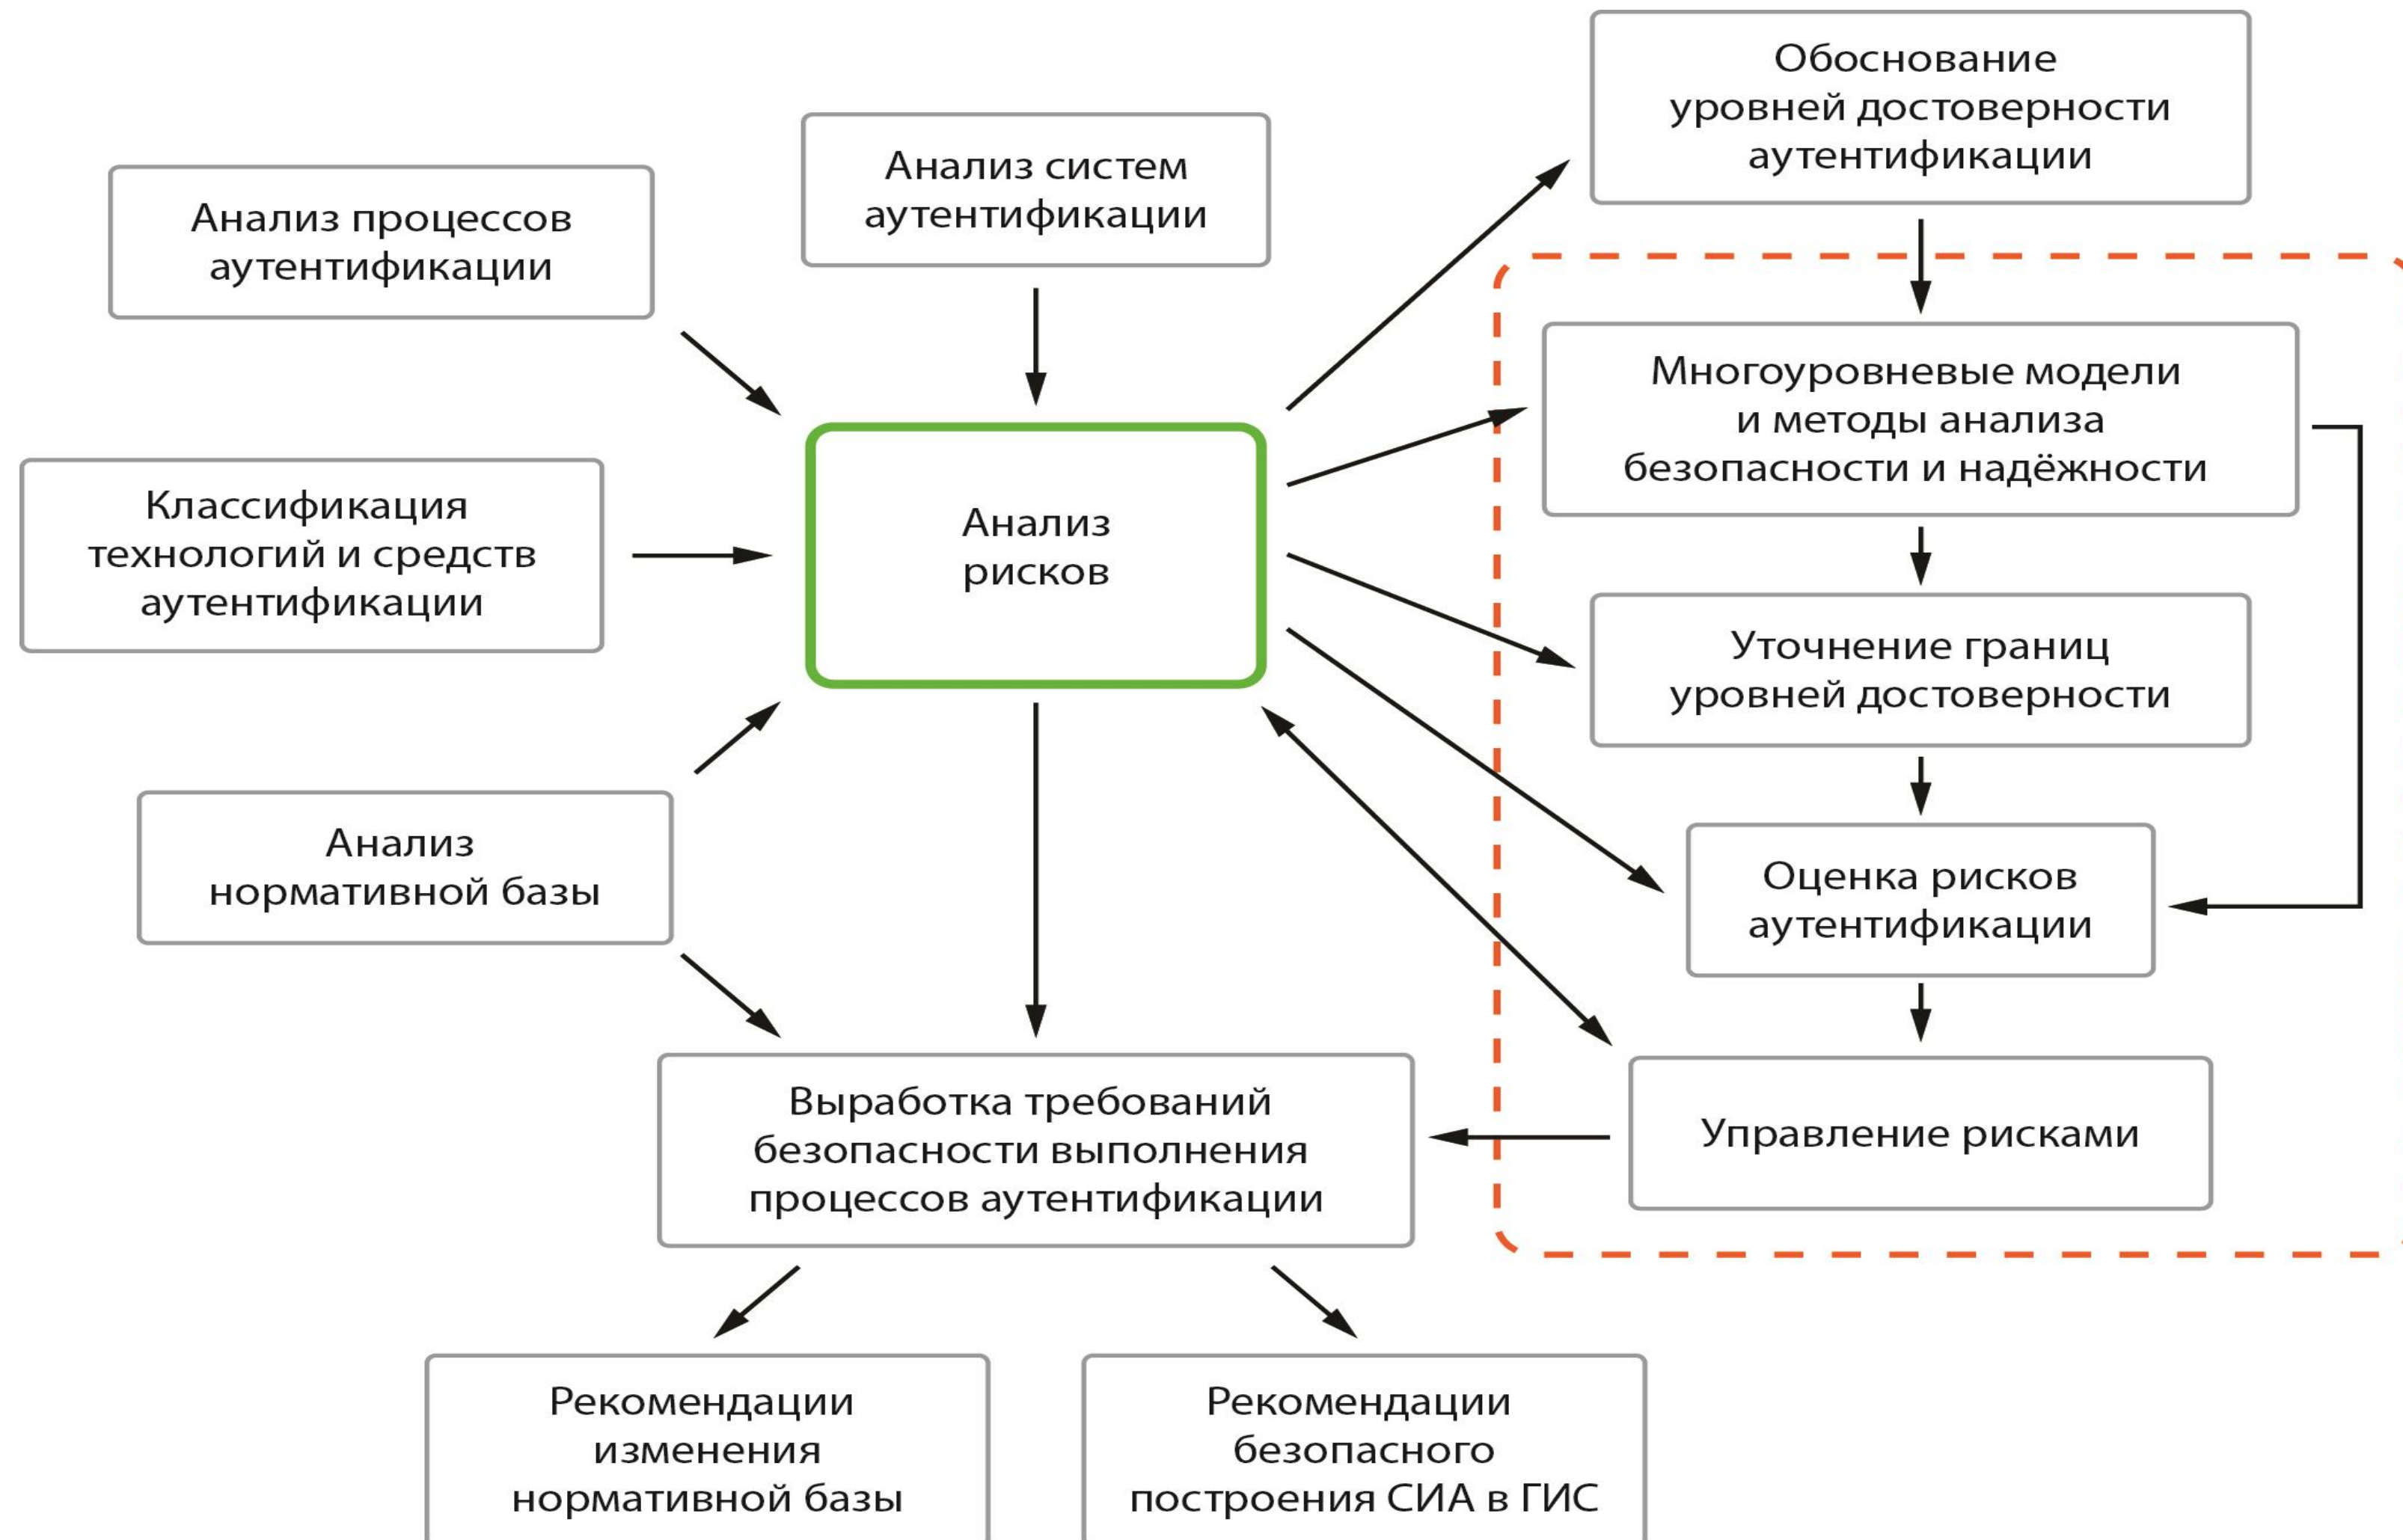 Обоснование
уровней достоверности
аутентификации
Анализ систем
аутентификации
Анализ процессов
аутентификации
Многоуровневые модели
и методы анализа
безопасности и надёжности
Классификация
технологий и средств
аутентификации
Анализ
рисков
Уточнение границ
уровней достоверности
Анализ
нормативной базы
Оценка рисков
аутентификации
Выработка требований
безопасности выполнения
процессов аутентификации
Управление рисками
Рекомендации
изменения
нормативной базы
Рекомендации
безопасного
построения СИА в ГИС